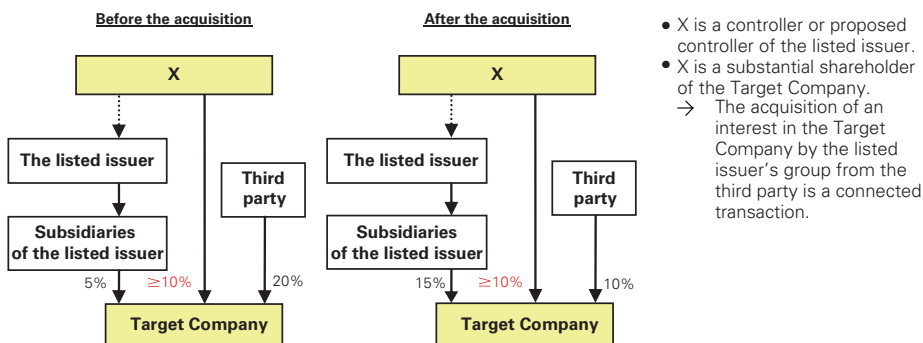 Before the acquisition
X
The listed issuer
Subsidiaries
of the listed issuer
Third
party
5%
≥10%
20%
Target Company
After the acquisition
X
The listed issuer
Subsidiaries
of the listed issuer
Third
party
15%
≥10%
10%
Target Company
• X is a controller or proposed
controller of the listed issuer.
• X is a substantial shareholder
of the Target Company.
→ The acquisition of an
interest in the Target
Company by the listed
issuer’s group from the
third party is a connected
transaction.